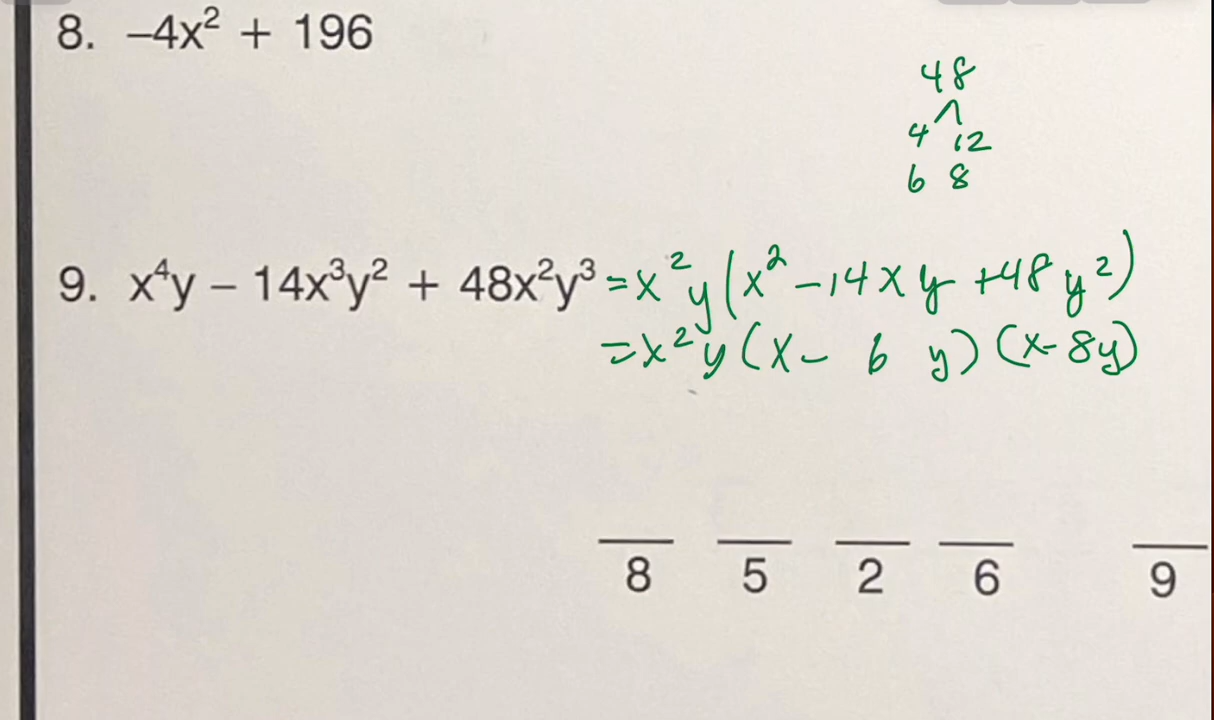 8. –4x² + 196
48
4 12
6 8
9. x⁴y – 14x³y² + 48x²y³ = x²y(x² – 14xy + 48y²)
= x²y(x – 6y)(x – 8y)
8 5 2 6 9